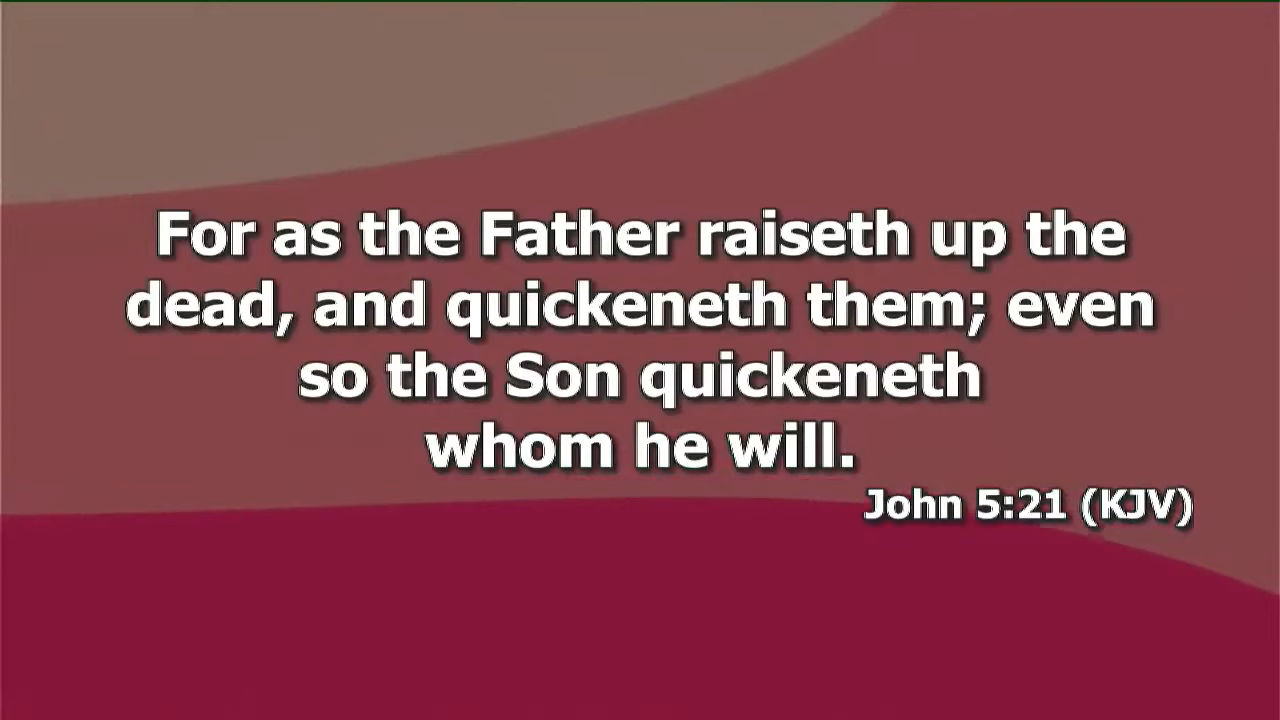 For as the Father raiseth up the
dead, and quickeneth them; even
so the Son quickeneth
whom he will.
John 5:21 (KJV)